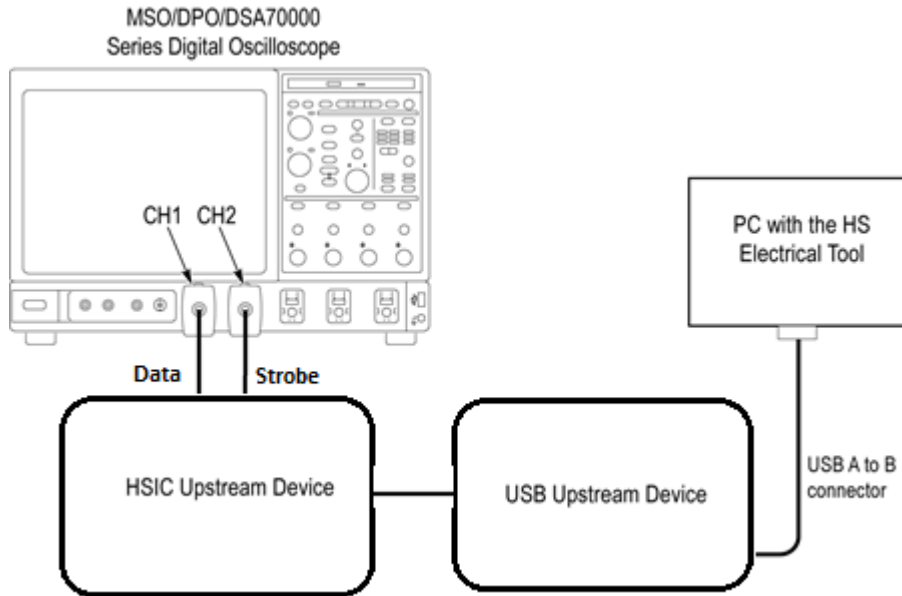 MSO/DPO/DSA70000
Series Digital Oscilloscope
CH1
CH2
Data
Strobe
PC with the HS
Electrical Tool
HSIC Upstream Device
USB Upstream Device
USB A to B
connector